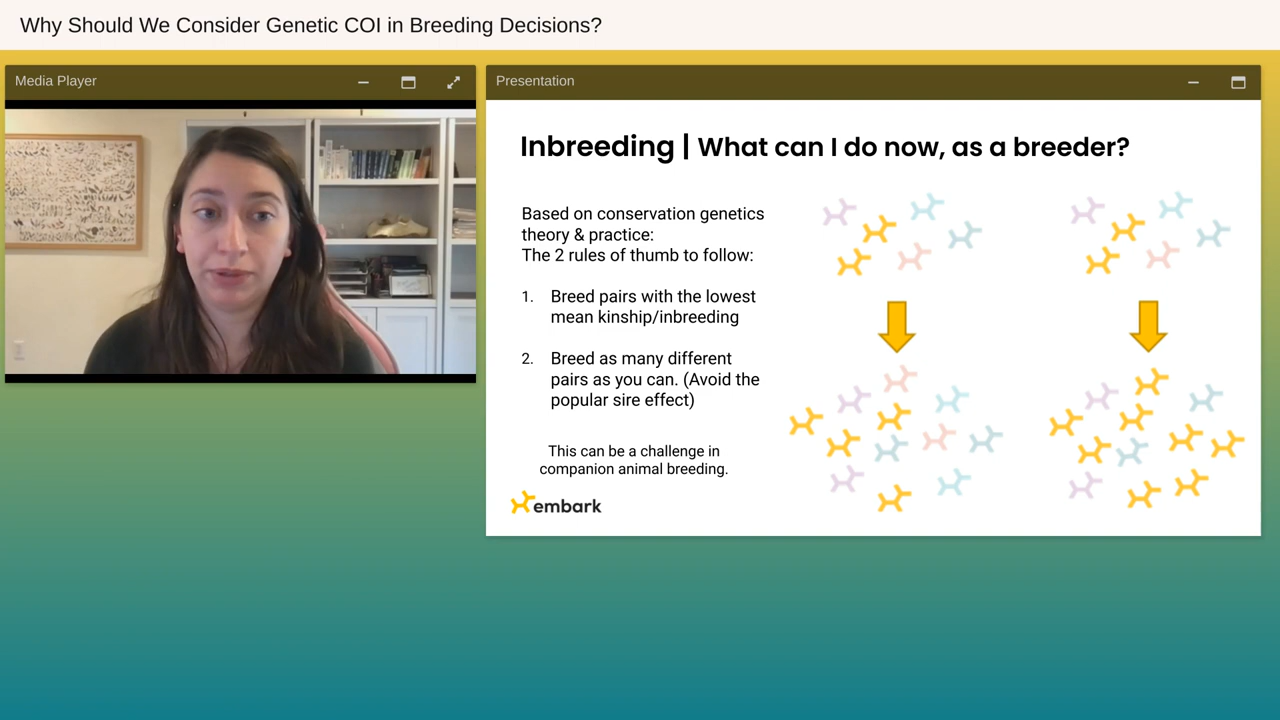 Why Should We Consider Genetic COI in Breeding Decisions?
Media Player
Presentation
Inbreeding | What can I do now, as a breeder?
Based on conservation genetics
theory & practice:
The 2 rules of thumb to follow:
1. Breed pairs with the lowest
mean kinship/inbreeding
2. Breed as many different
pairs as you can. (Avoid the
popular sire effect)
This can be a challenge in
companion animal breeding.
embark